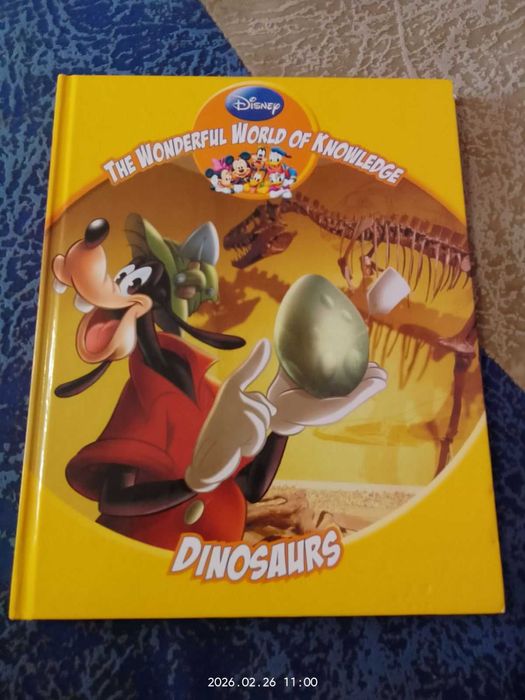 Disney
THE WONDERFUL WORLD OF KNOWLEDGE
DINOSAURS
2026.02.26 11:00